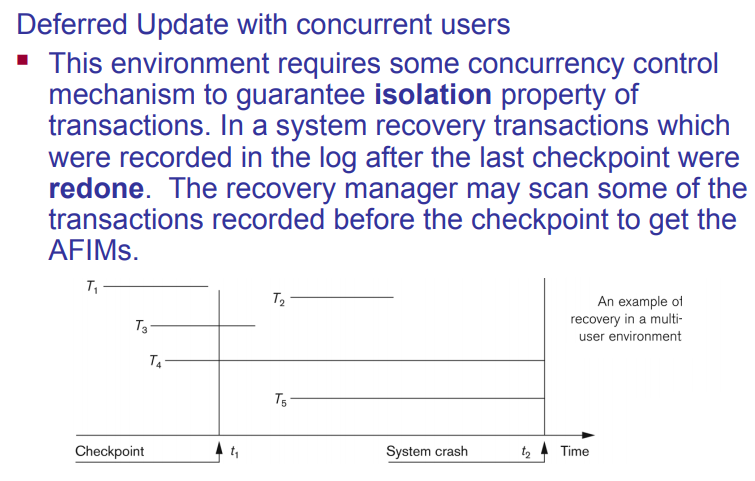 Deferred Update with concurrent users
This environment requires some concurrency control
mechanism to guarantee isolation property of
transactions. In a system recovery transactions which
were recorded in the log after the last checkpoint were
redone. The recovery manager may scan some of the
transactions recorded before the checkpoint to get the
AFIMs.
T1
T2
An example of
recovery in a multi-
user environment
T3
T4
T5
Checkpoint
t1
System crash
t2
Time